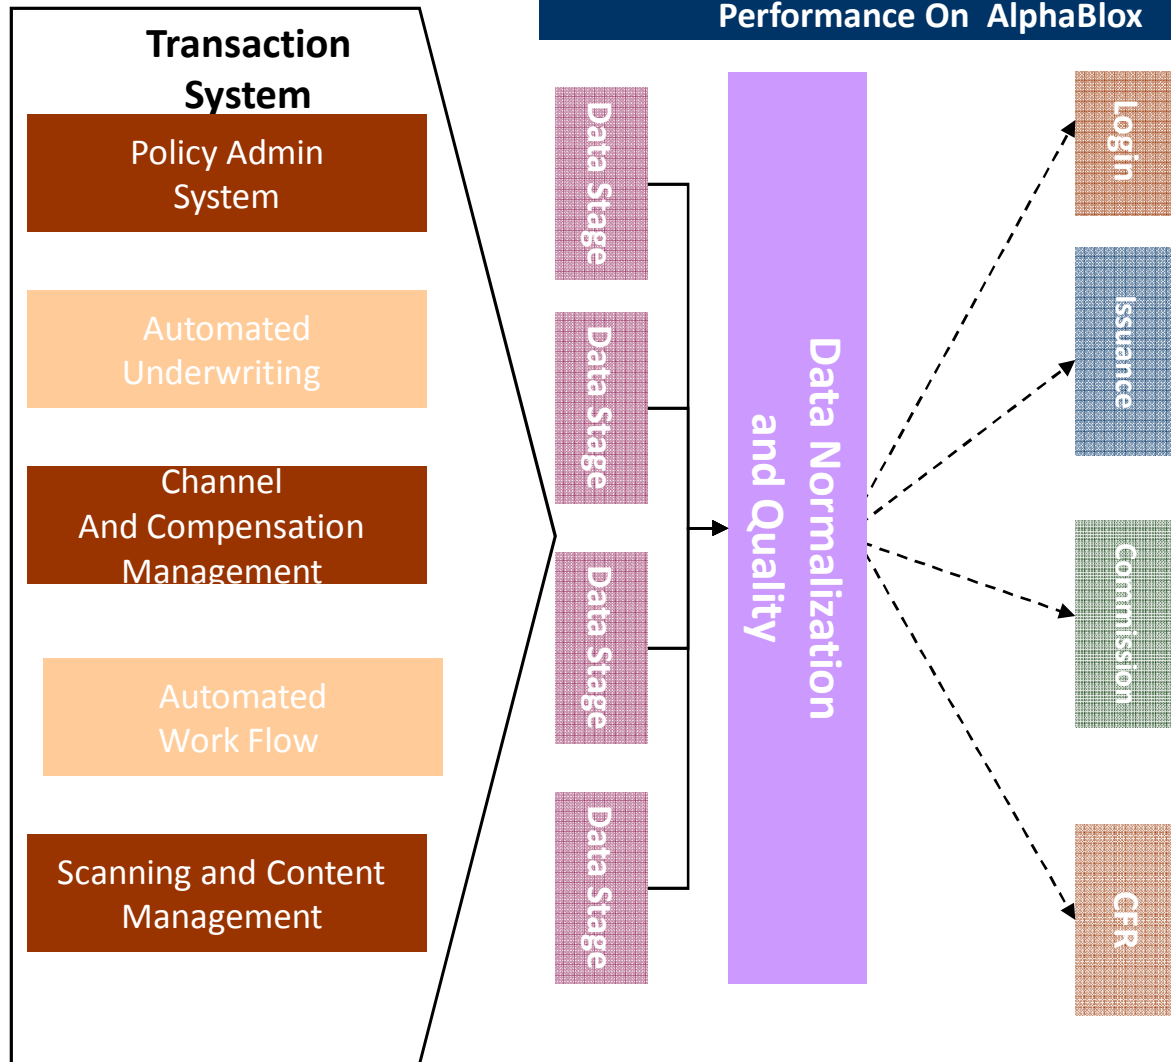 Performance On AlphaBlox
Transaction
System
Policy Admin
System
Automated
Underwriting
Channel
And Compensation
Management
Automated
Work Flow
Scanning and Content
Management
Data Stage
Data Stage
Data Stage
Data Stage
Data Normalization
and Quality
Login
Issuance
Commission
CFR